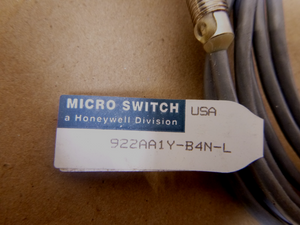 MICRO SWITCH
a Honeywell Division
USA
922AA1Y-B4N-L